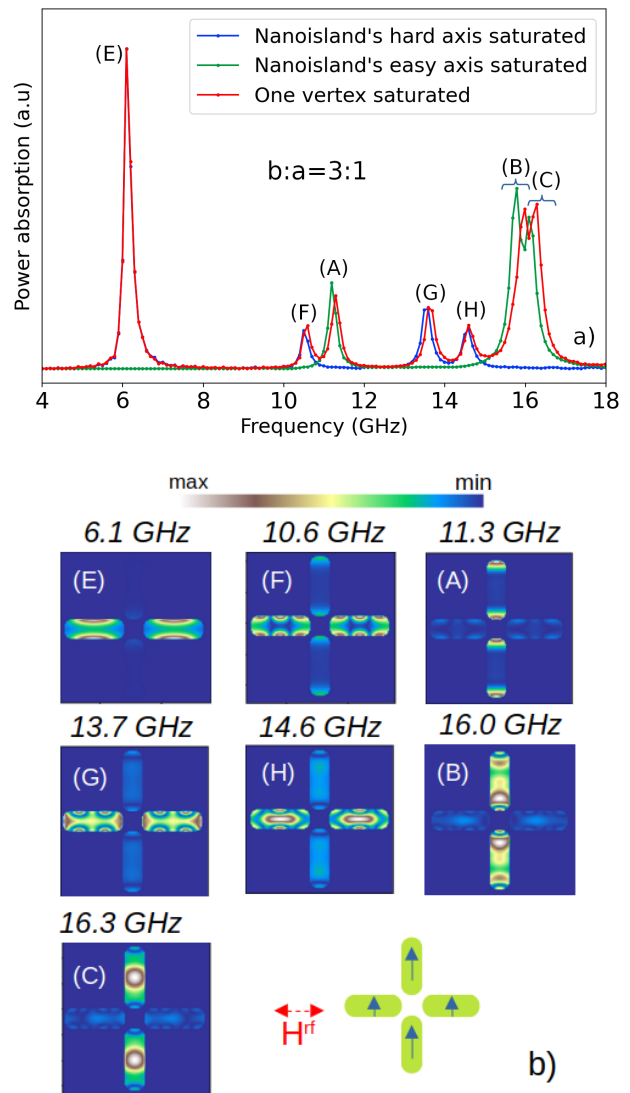 Nanoisland's hard axis saturated
Nanoisland's easy axis saturated
One vertex saturated
(E)
b:a=3:1
(B)
(C)
(A)
(F)
(G)
(H)
a)
Power absorption (a.u)
4 6 8 10 12 14 16 18
Frequency (GHz)
max min
6.1 GHz 10.6 GHz 11.3 GHz
(E) (F) (A)
13.7 GHz 14.6 GHz 16.0 GHz
(G) (H) (B)
16.3 GHz
(C)
Hrf
b)